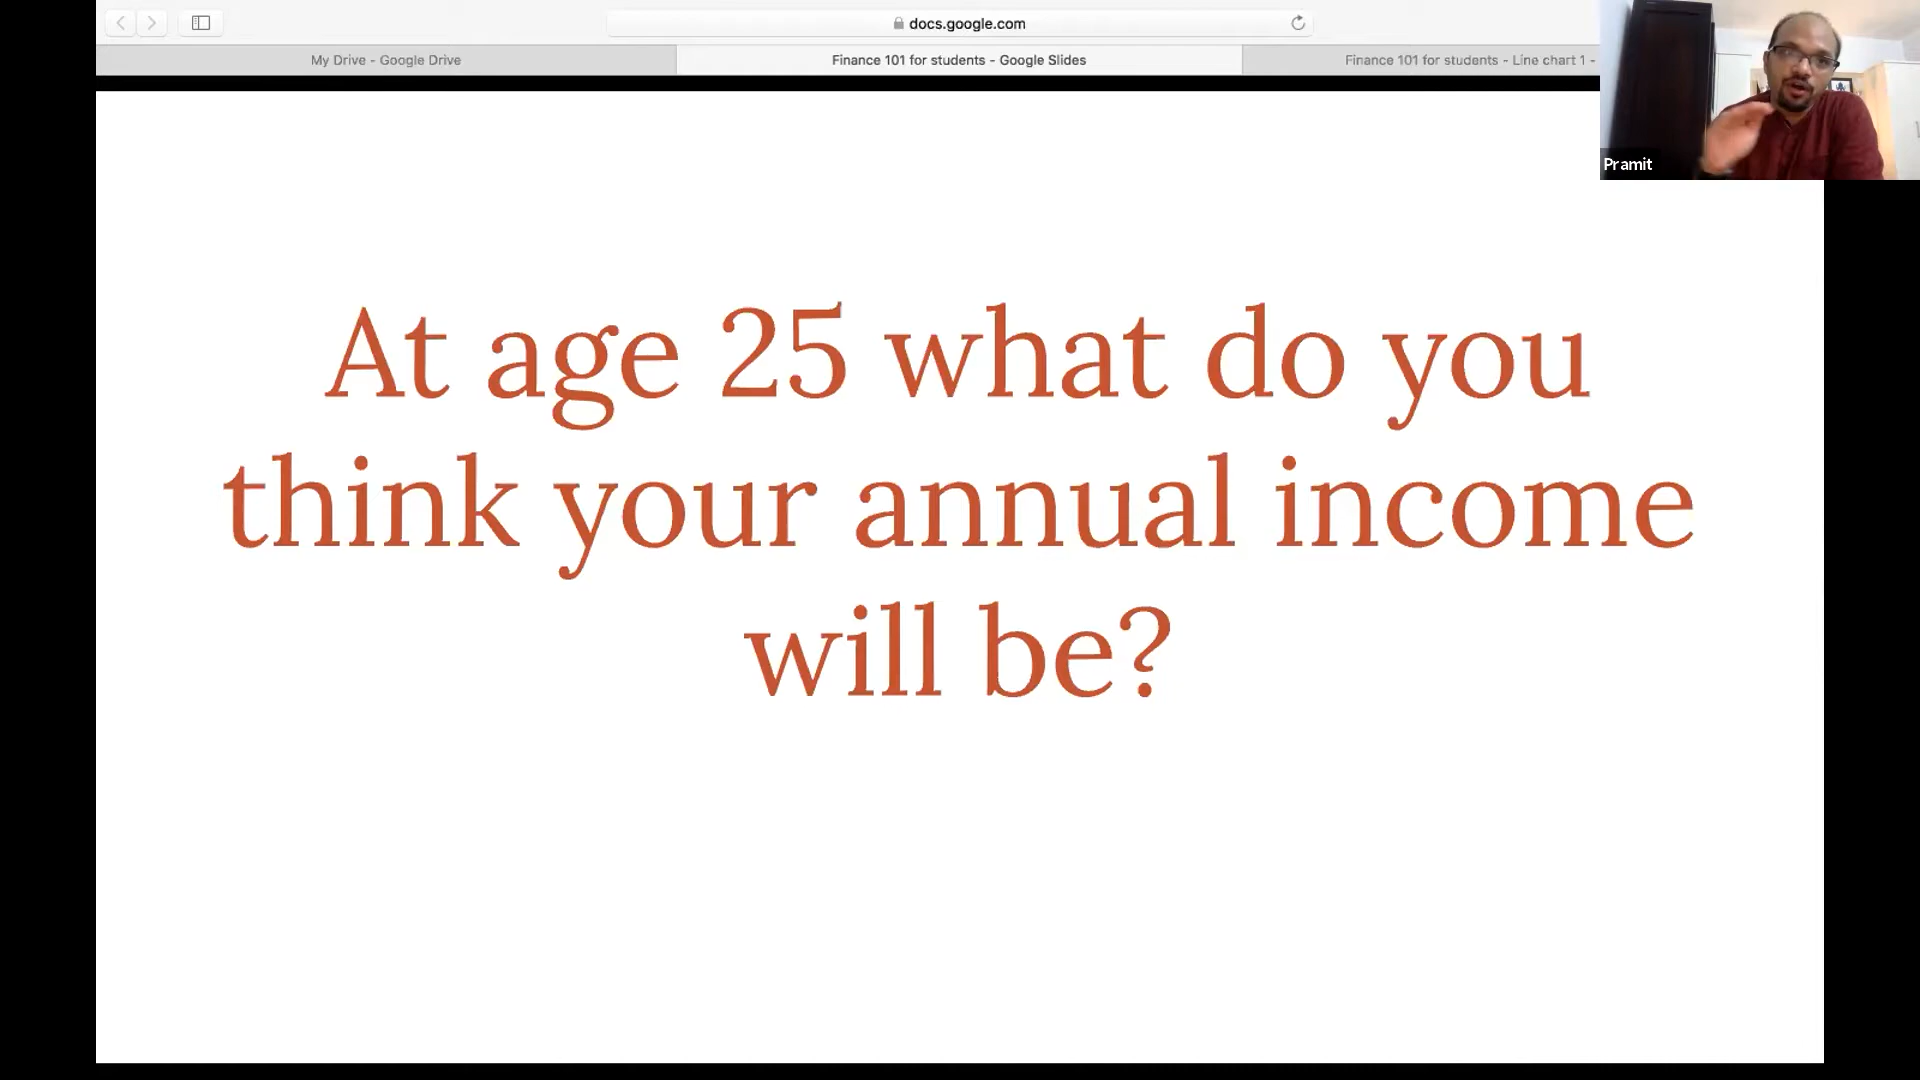 docs.google.com
My Drive - Google Drive
Finance 101 for students - Google Slides
Finance 101 for students - Line chart 1 -
Pramit
At age 25 what do you
think your annual income
will be?